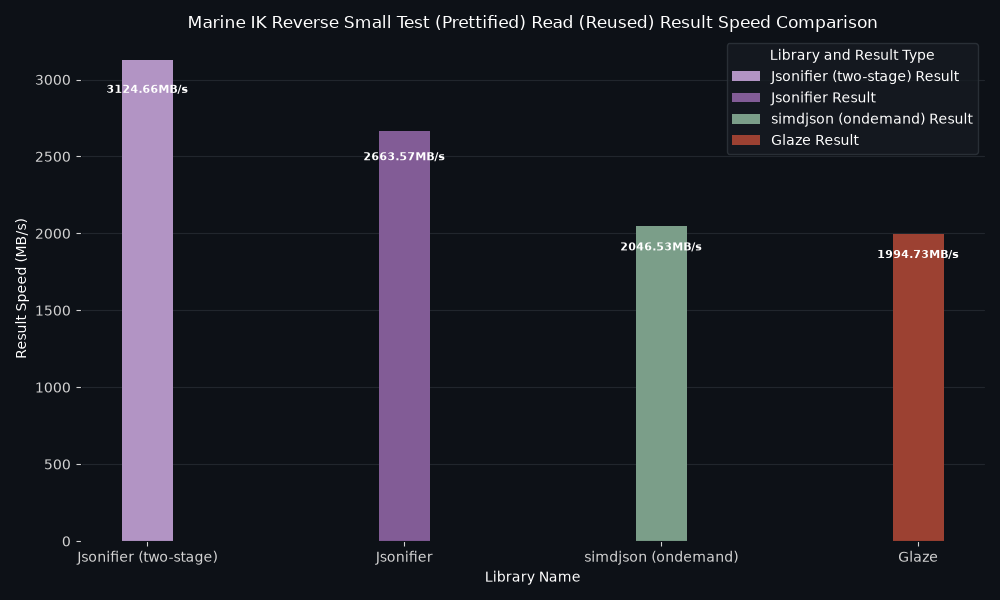 Marine IK Reverse Small Test (Prettified) Read (Reused) Result Speed Comparison
Library and Result Type
Jsonifier (two-stage) Result
Jsonifier Result
simdjson (ondemand) Result
Glaze Result
3124.66MB/s
2663.57MB/s
2046.53MB/s
1994.73MB/s
Result Speed (MB/s)
3000
2500
2000
1500
1000
500
0
Jsonifier (two-stage)
Jsonifier
simdjson (ondemand)
Glaze
Library Name